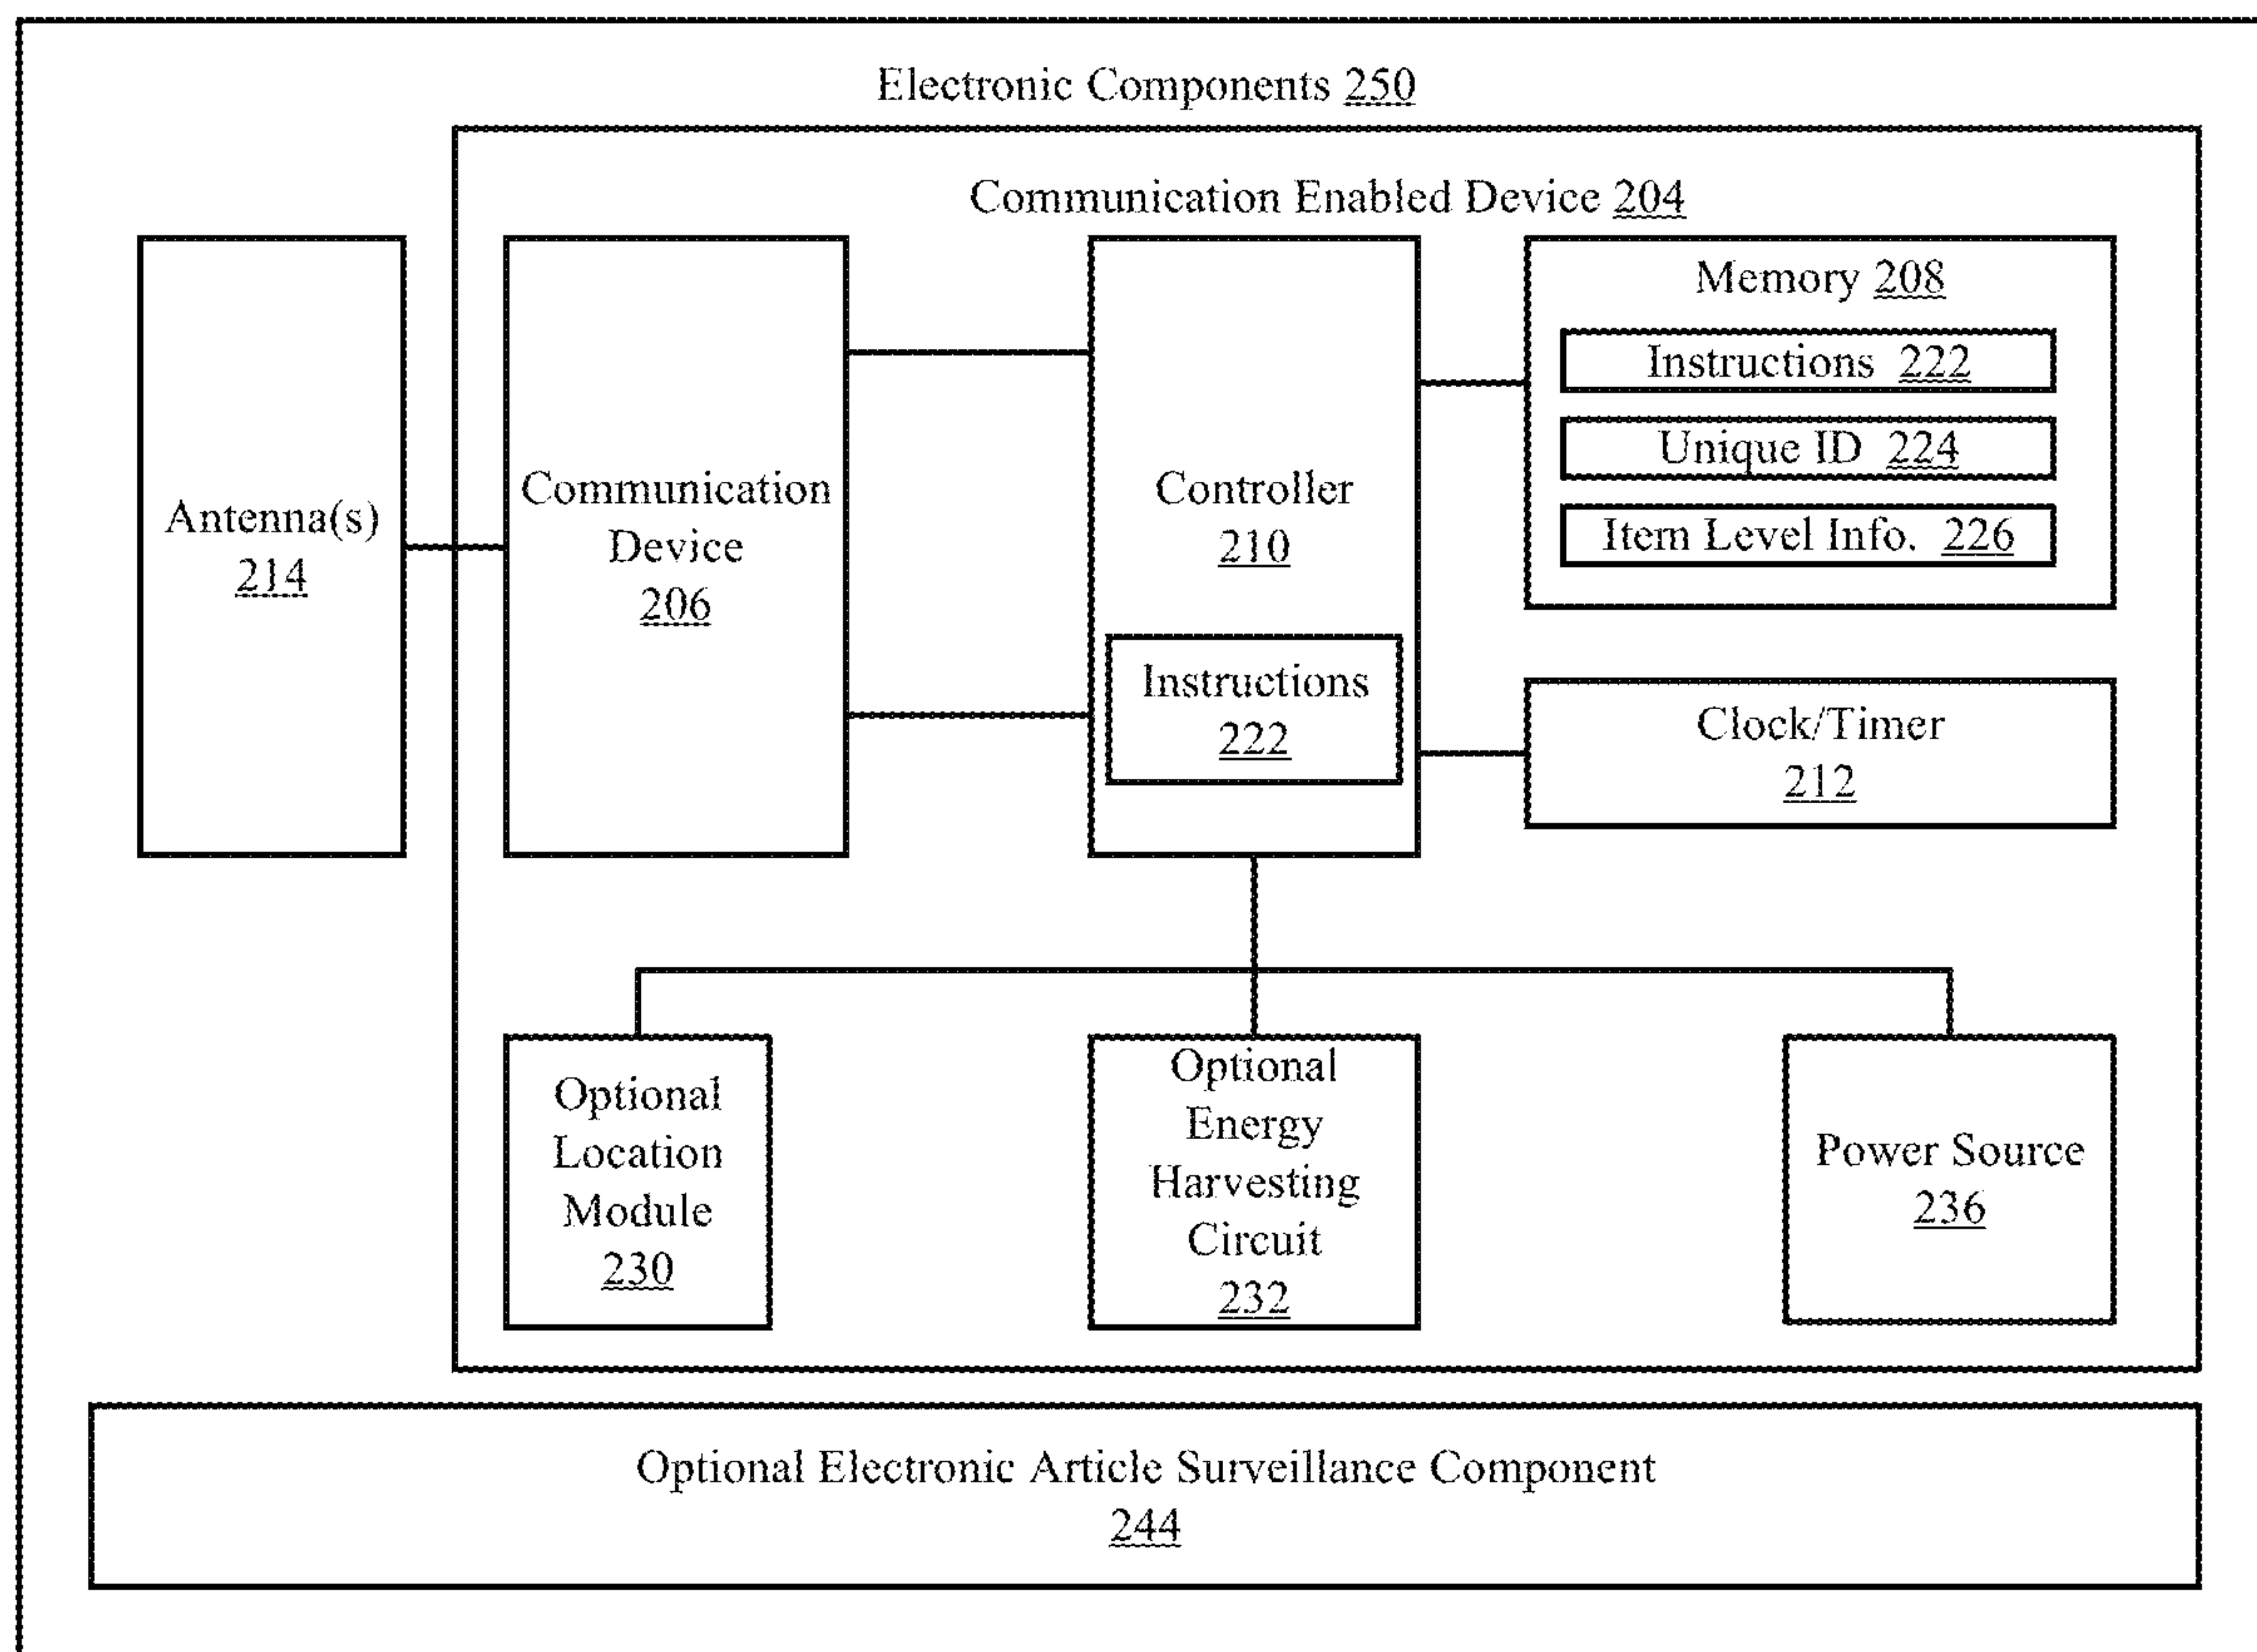 Electronic Components 250
Communication Enabled Device 204
Antenna(s)
214
Communication
Device
206
Controller
210
Instructions
222
Memory 208
Instructions 222
Unique ID 224
Item Level Info. 226
Clock/Timer
212
Optional
Location
Module
230
Optional
Energy
Harvesting
Circuit
232
Power Source
236
Optional Electronic Article Surveillance Component
244